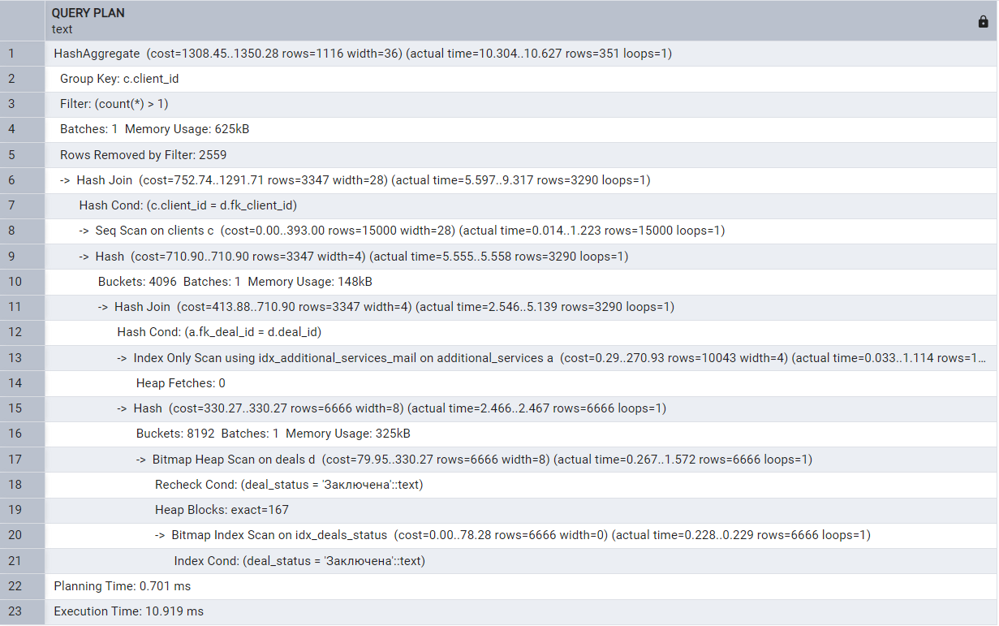 QUERY PLAN
text
1 HashAggregate (cost=1308.45..1350.28 rows=1116 width=36) (actual time=10.304..10.627 rows=351 loops=1)
2 Group Key: c.client_id
3 Filter: (count(*) > 1)
4 Batches: 1 Memory Usage: 625kB
5 Rows Removed by Filter: 2559
6 -> Hash Join (cost=752.74..1291.71 rows=3347 width=28) (actual time=5.597..9.317 rows=3290 loops=1)
7 Hash Cond: (c.client_id = d.fk_client_id)
8 -> Seq Scan on clients c (cost=0.00..393.00 rows=15000 width=28) (actual time=0.014..1.223 rows=15000 loops=1)
9 -> Hash (cost=710.90..710.90 rows=3347 width=4) (actual time=5.555..5.558 rows=3290 loops=1)
10 Buckets: 4096 Batches: 1 Memory Usage: 148kB
11 -> Hash Join (cost=413.88..710.90 rows=3347 width=4) (actual time=2.546..5.139 rows=3290 loops=1)
12 Hash Cond: (a.fk_deal_id = d.deal_id)
13 -> Index Only Scan using idx_additional_services_mail on additional_services a (cost=0.29..270.93 rows=10043 width=4) (actual time=0.033..1.114 rows=1...
14 Heap Fetches: 0
15 -> Hash (cost=330.27..330.27 rows=6666 width=8) (actual time=2.466..2.467 rows=6666 loops=1)
16 Buckets: 8192 Batches: 1 Memory Usage: 325kB
17 -> Bitmap Heap Scan on deals d (cost=79.95..330.27 rows=6666 width=8) (actual time=0.267..1.572 rows=6666 loops=1)
18 Recheck Cond: (deal_status = 'Заключена'::text)
19 Heap Blocks: exact=167
20 -> Bitmap Index Scan on idx_deals_status (cost=0.00..78.28 rows=6666 width=0) (actual time=0.228..0.229 rows=6666 loops=1)
21 Index Cond: (deal_status = 'Заключена'::text)
22 Planning Time: 0.701 ms
23 Execution Time: 10.919 ms